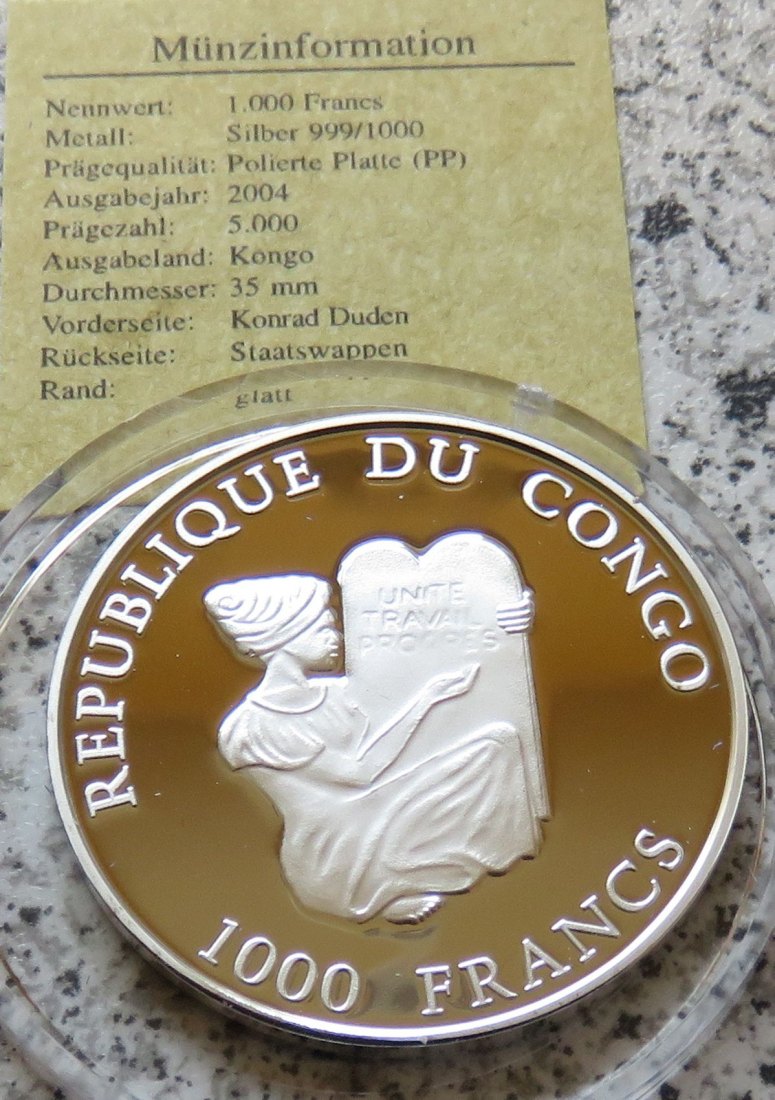 Münzinformation
Nennwert: 1.000 Francs
Metall: Silber 999/1000
Prägequalität: Polierte Platte (PP)
Ausgabejahr: 2004
Prägezahl: 5.000
Ausgabeland: Kongo
Durchmesser: 35 mm
Vorderseite: Konrad Duden
Rückseite: Staatswappen
Rand: glatt
REPUBLIQUE DU CONGO
UNITE
TRAVAIL
PROGRES
1000 FRANCS